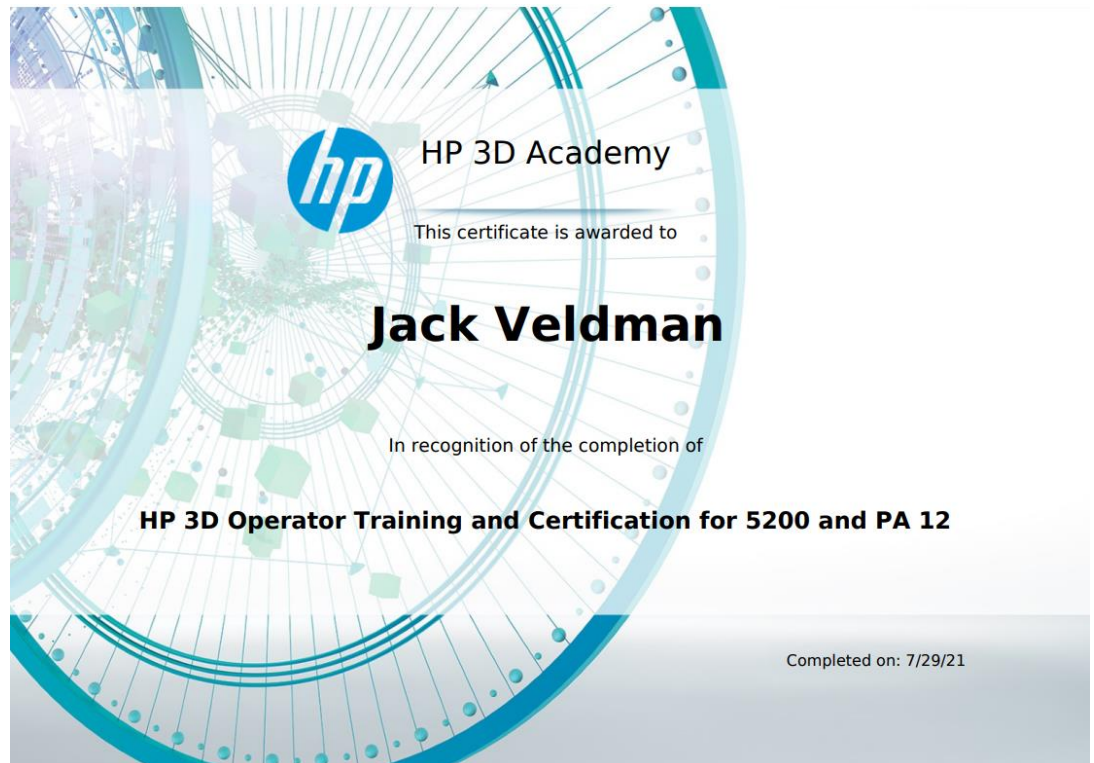 hp
HP 3D Academy
This certificate is awarded to
Jack Veldman
In recognition of the completion of
HP 3D Operator Training and Certification for 5200 and PA 12
Completed on: 7/29/21